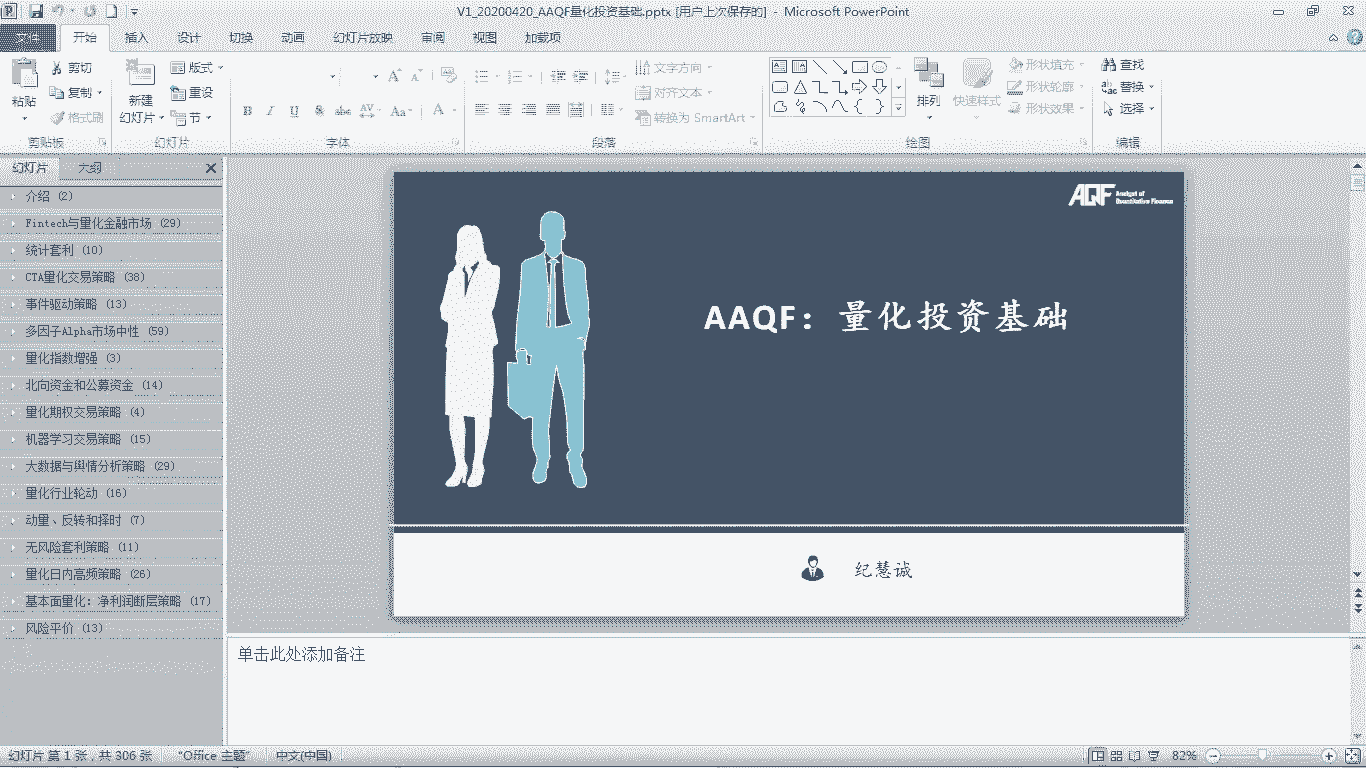 V1_20200420_AAQF量化投资基础.pptx [用户上次保存的] - Microsoft PowerPoint
文件 开始 插入 设计 切换 动画 幻灯片放映 审阅 视图 加载项
剪切 版式 文字方向 形状填充 查找
粘贴 复制 新建 重设 对齐文本 排列 快速样式 形状轮廓 替换
格式刷 幻灯片 节 B I U S abc AV Aa A 转换为 SmartArt 形状效果 选择
剪贴板 幻灯片 字体 段落 绘图 编辑
幻灯片 大纲
介绍 (2)
Fintech与量化金融市场 (29)
统计套利 (10)
CTA量化交易策略 (38)
事件驱动策略 (13)
多因子Alpha市场中性 (59)
量化指数增强 (3)
北向资金和公募资金 (14)
量化期权交易策略 (4)
机器学习交易策略 (15)
大数据与舆情分析策略 (29)
量化行业轮动 (16)
动量、反转和择时 (7)
无风险套利策略 (11)
量化日内高频策略 (26)
基本面量化：净利润断层策略 (17)
风险平价 (13)
AQF Analyst of
Quantitative Finance
AAQF：量化投资基础
纪慧诚
单击此处添加备注
幻灯片 第 1 张，共 306 张 "Office 主题" 中文(中国) 82%